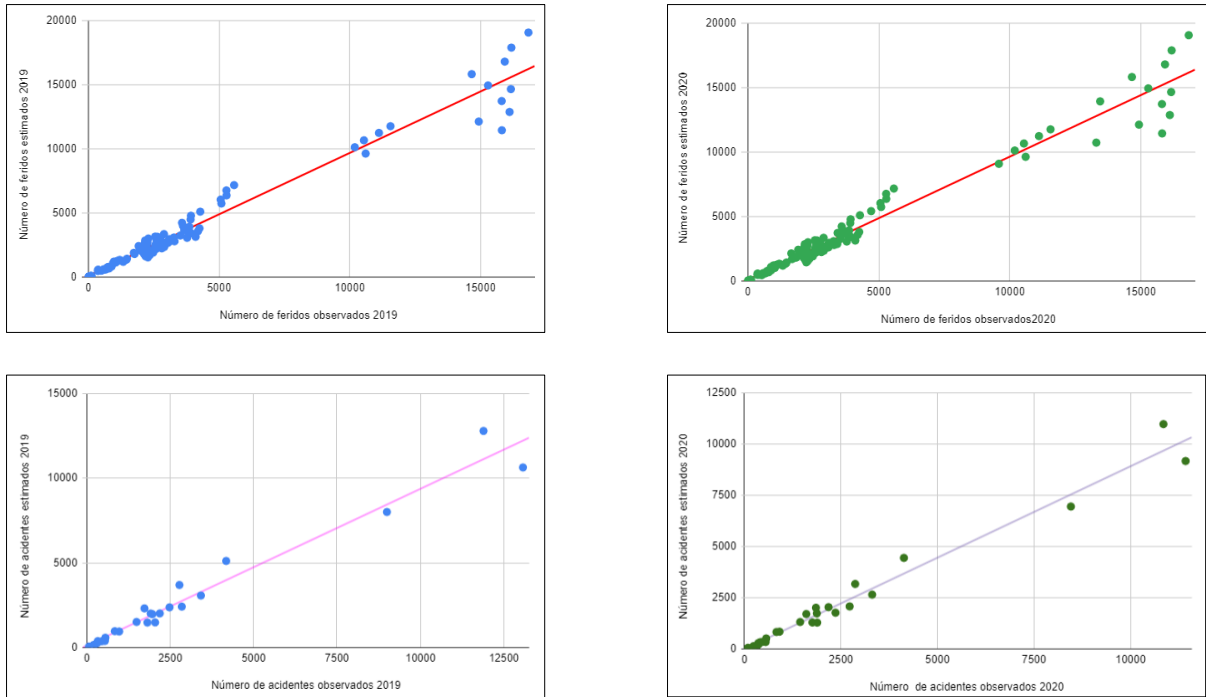 20000
15000
10000
5000
0
Número de feridos estimados 2019
0 5000 10000 15000
Número de feridos observados 2019
20000
15000
10000
5000
0
Número de feridos estimados 2020
0 5000 10000 15000
Número de feridos observados2020
15000
10000
5000
0
Número de acidentes estimados 2019
0 2500 5000 7500 10000 12500
Número de acidentes observados 2019
12500
10000
7500
5000
2500
0
Número de acidentes estimados 2020
0 2500 5000 7500 10000
Número de acidentes observados 2020